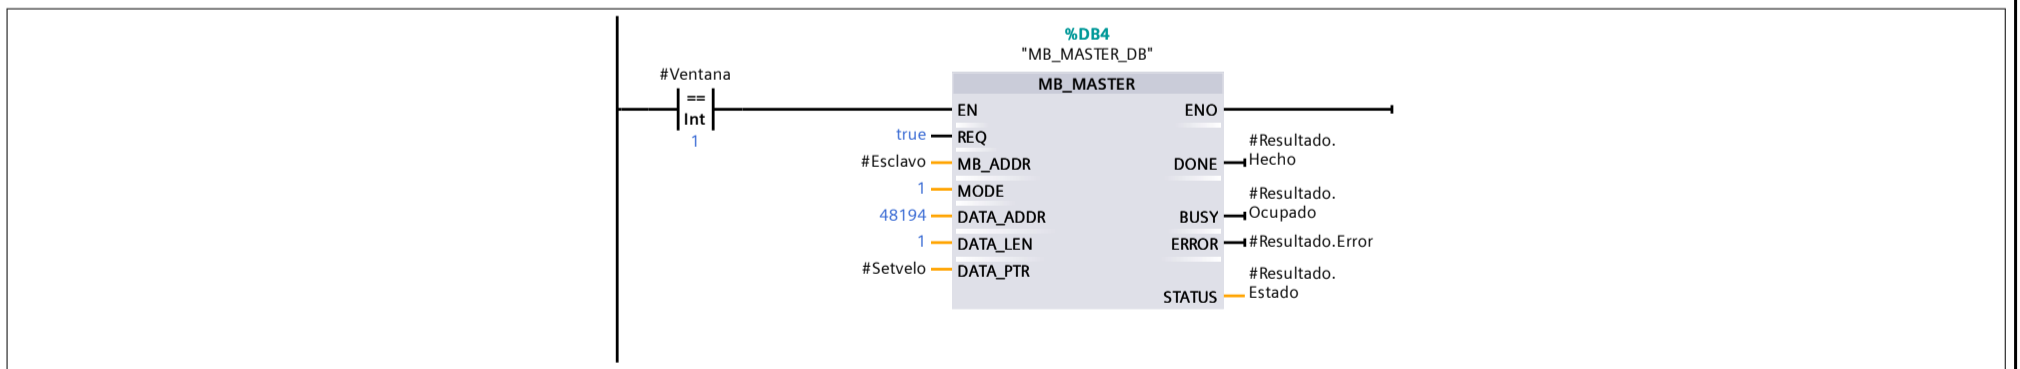 %DB4
"MB_MASTER_DB"
#Ventana
==
Int
1
MB_MASTER
EN
ENO
true
REQ
#Esclavo
MB_ADDR
DONE
#Resultado.
Hecho
1
MODE
48194
DATA_ADDR
BUSY
#Resultado.
Ocupado
1
DATA_LEN
ERROR
#Resultado.Error
#Setvelo
DATA_PTR
STATUS
#Resultado.
Estado